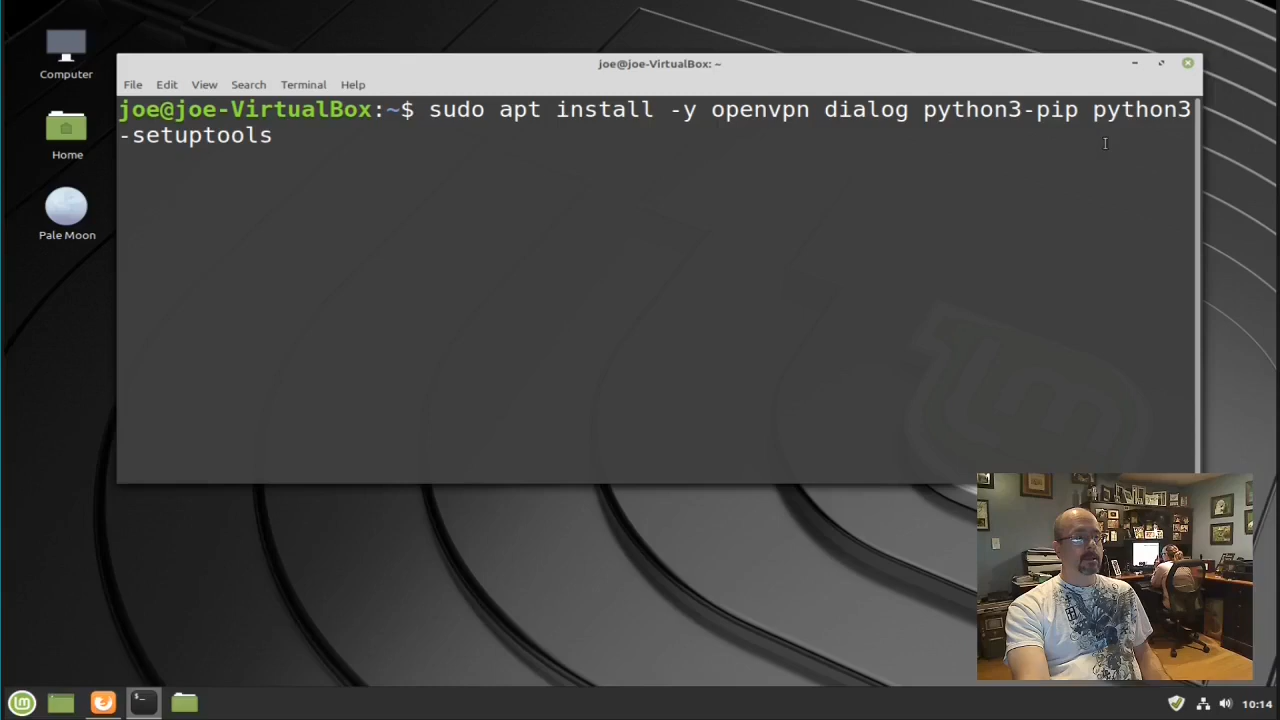 Computer
Home
Pale Moon
joe@joe-VirtualBox: ~
File Edit View Search Terminal Help
joe@joe-VirtualBox:~$ sudo apt install -y openvpn dialog python3-pip python3
-setuptools
10:14